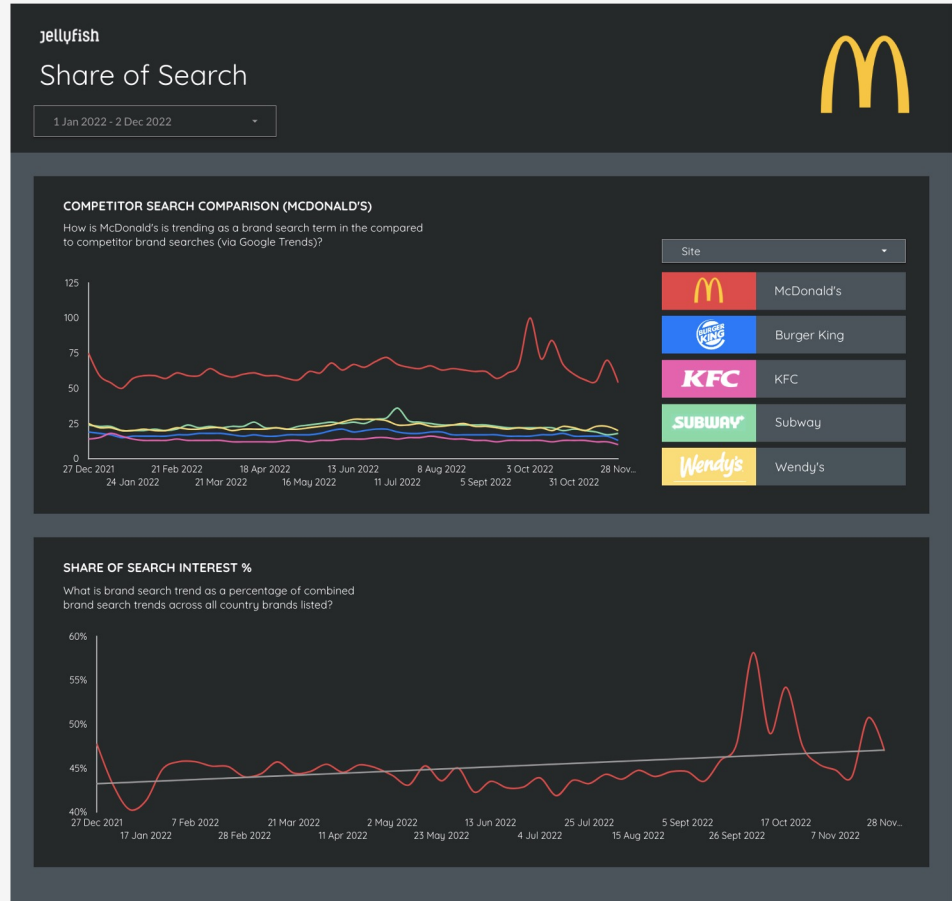 jellyfish
Share of Search
1 Jan 2022 - 2 Dec 2022
COMPETITOR SEARCH COMPARISON (MCDONALD'S)
How is McDonald's is trending as a brand search term in the compared
to competitor brand searches (via Google Trends)?
125
100
75
50
25
0
27 Dec 2021 21 Feb 2022 18 Apr 2022 13 Jun 2022 8 Aug 2022 3 Oct 2022 28 Nov...
24 Jan 2022 21 Mar 2022 16 May 2022 11 Jul 2022 5 Sept 2022 31 Oct 2022
Site
McDonald's
BURGER KING Burger King
KFC KFC
SUBWAY Subway
Wendy's Wendy's
SHARE OF SEARCH INTEREST %
What is brand search trend as a percentage of combined
brand search trends across all country brands listed?
60%
55%
50%
45%
40%
27 Dec 2021 7 Feb 2022 21 Mar 2022 2 May 2022 13 Jun 2022 25 Jul 2022 5 Sept 2022 17 Oct 2022 28 Nov...
17 Jan 2022 28 Feb 2022 11 Apr 2022 23 May 2022 4 Jul 2022 15 Aug 2022 26 Sept 2022 7 Nov 2022